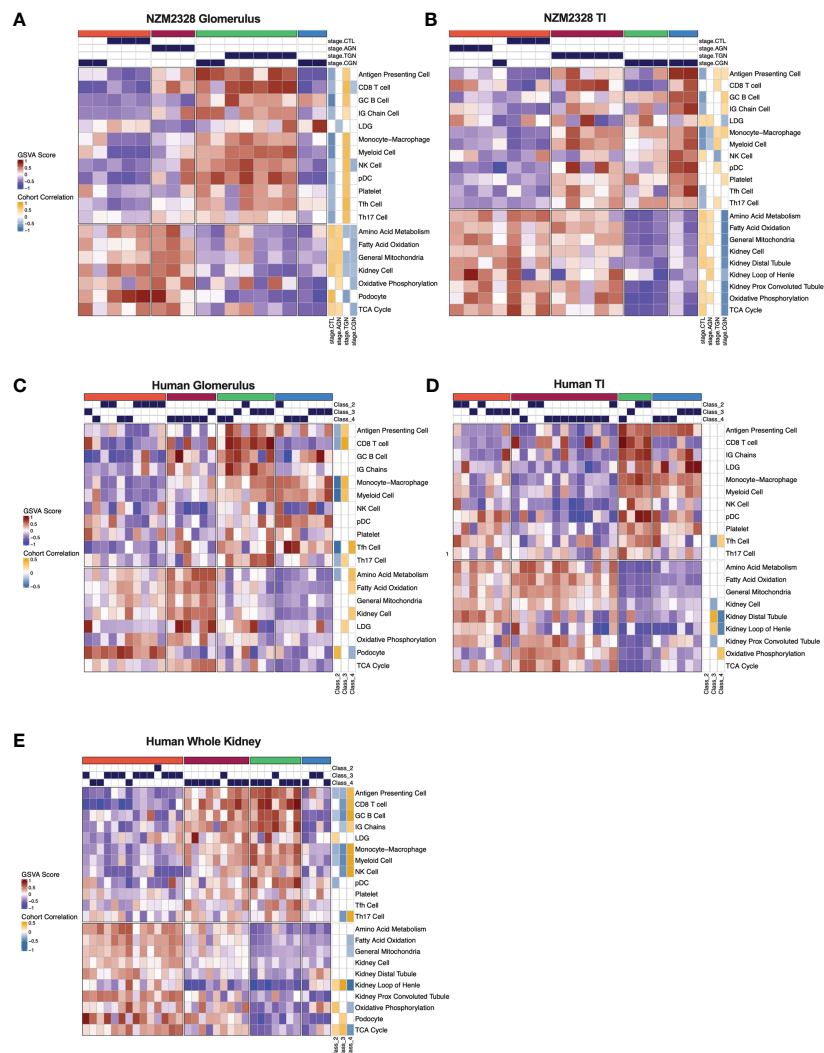 A
NZM2328 Glomerulus
stage.CTL
stage.AGN
stage.TGN
stage.CGN
Antigen Presenting Cell
CD8 T cell
GC B Cell
IG Chain Cell
LDG
Monocyte–Macrophage
Myeloid Cell
NK Cell
pDC
Platelet
Tfh Cell
Th17 Cell
Amino Acid Metabolism
Fatty Acid Oxidation
General Mitochondria
Kidney Cell
Oxidative Phosphorylation
Podocyte
TCA Cycle
stage.CTL
stage.AGN
stage.TGN
stage.CGN
GSVA Score
1
0.5
0
−0.5
−1
Cohort Correlation
1
0.5
0
−0.5
−1
B
NZM2328 TI
stage.CTL
stage.AGN
stage.TGN
stage.CGN
Antigen Presenting Cell
CD8 T cell
GC B Cell
IG Chain Cell
LDG
Monocyte–Macrophage
Myeloid Cell
NK Cell
pDC
Platelet
Tfh Cell
Th17 Cell
Amino Acid Metabolism
Fatty Acid Oxidation
General Mitochondria
Kidney Cell
Kidney Distal Tubule
Kidney Loop of Henle
Kidney Prox Convoluted Tubule
Oxidative Phosphorylation
TCA Cycle
stage.CTL
stage.AGN
stage.TGN
stage.CGN
C
Human Glomerulus
Class_2
Class_3
Class_4
Antigen Presenting Cell
CD8 T cell
GC B Cell
IG Chains
Monocyte–Macrophage
Myeloid Cell
NK Cell
pDC
Platelet
Tfh Cell
Th17 Cell
Amino Acid Metabolism
Fatty Acid Oxidation
General Mitochondria
Kidney Cell
LDG
Oxidative Phosphorylation
Podocyte
TCA Cycle
Class_2
Class_3
Class_4
GSVA Score
1
0.5
0
−0.5
−1
Cohort Correlation
0.5
0
−0.5
D
Human TI
Class_2
Class_3
Class_4
Antigen Presenting Cell
CD8 T cell
IG Chains
LDG
Monocyte–Macrophage
Myeloid Cell
NK Cell
pDC
Platelet
Tfh Cell
Th17 Cell
1
Amino Acid Metabolism
Fatty Acid Oxidation
General Mitochondria
Kidney Cell
Kidney Distal Tubule
Kidney Loop of Henle
Kidney Prox Convoluted Tubule
Oxidative Phosphorylation
TCA Cycle
Class_2
Class_3
Class_4
E
Human Whole Kidney
Class_2
Class_3
Class_4
Antigen Presenting Cell
CD8 T cell
GC B Cell
IG Chains
LDG
Monocyte–Macrophage
Myeloid Cell
NK Cell
pDC
Platelet
Tfh Cell
Th17 Cell
Amino Acid Metabolism
Fatty Acid Oxidation
General Mitochondria
Kidney Cell
Kidney Distal Tubule
Kidney Loop of Henle
Kidney Prox Convoluted Tubule
Oxidative Phosphorylation
Podocyte
TCA Cycle
lass_2
lass_3
lass_4
GSVA Score
1
0.5
0
−0.5
−1
Cohort Correlation
0.5
0
−0.5
−1